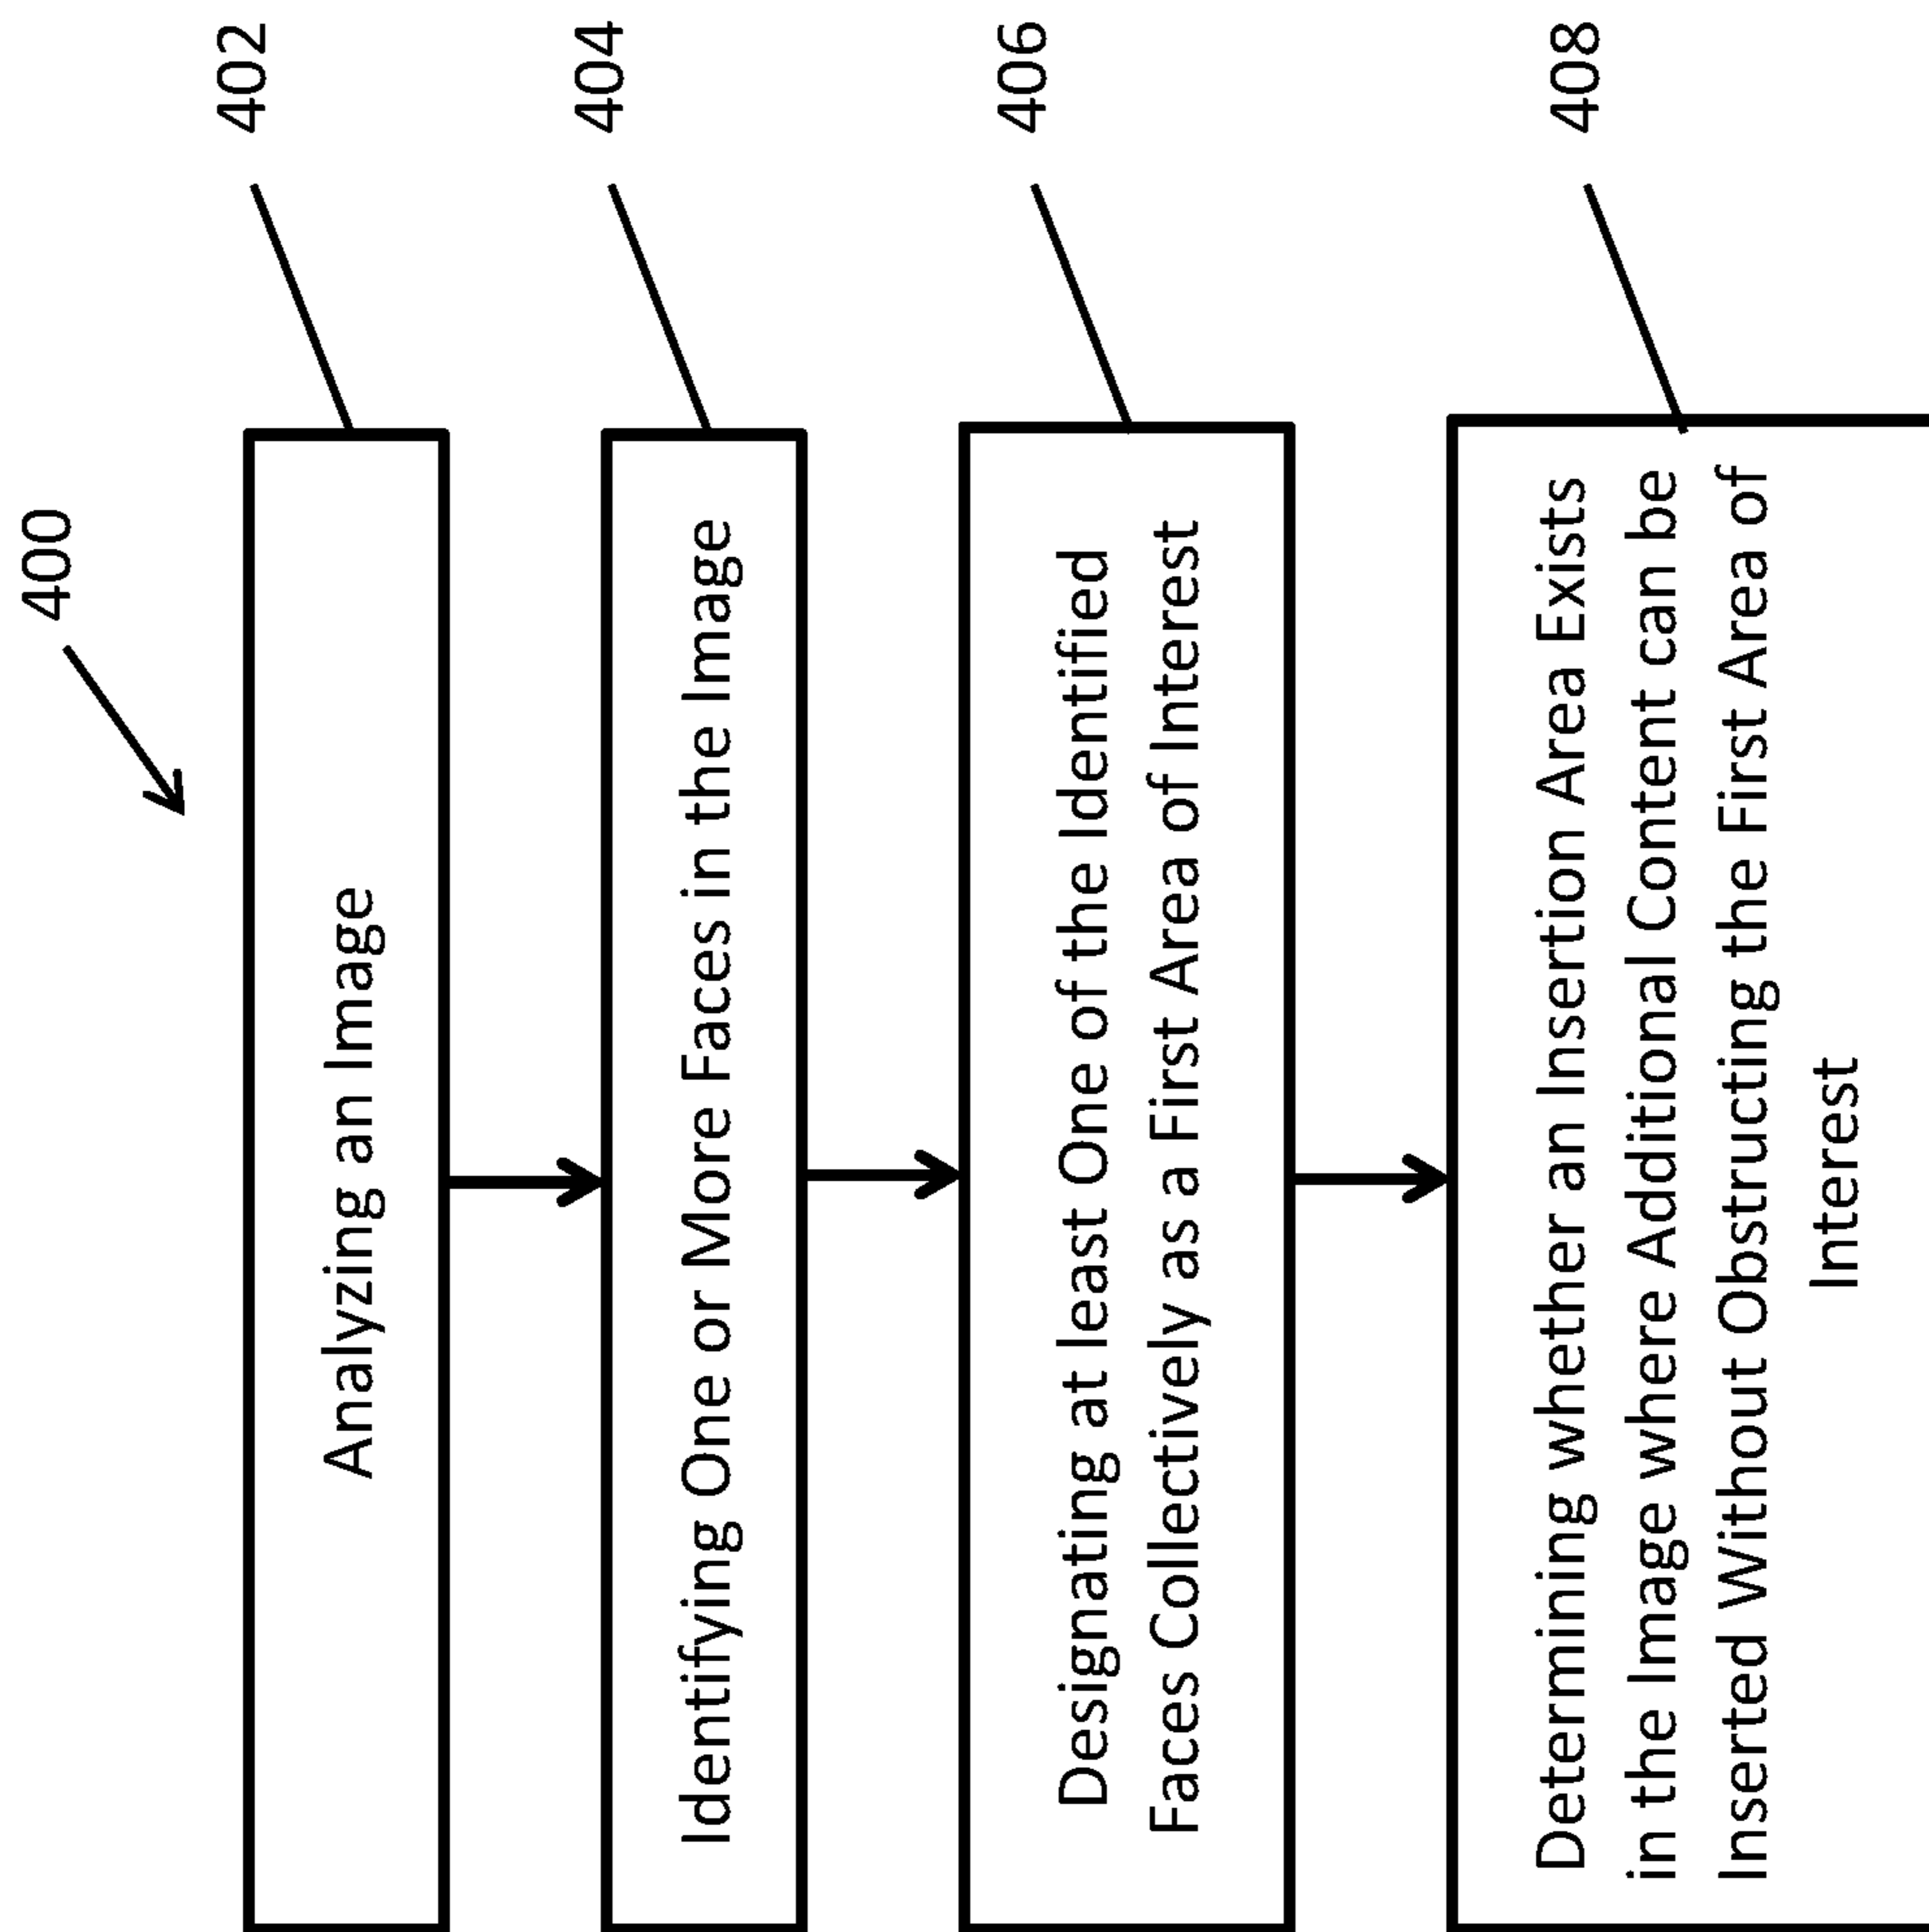 400
402
Analyzing an Image
404
Identifying One or More Faces in the Image
406
Designating at least One of the Identified
Faces Collectively as a First Area of Interest
408
Determining whether an Insertion Area Exists
in the Image where Additional Content can be
Inserted Without Obstructing the First Area of
Interest